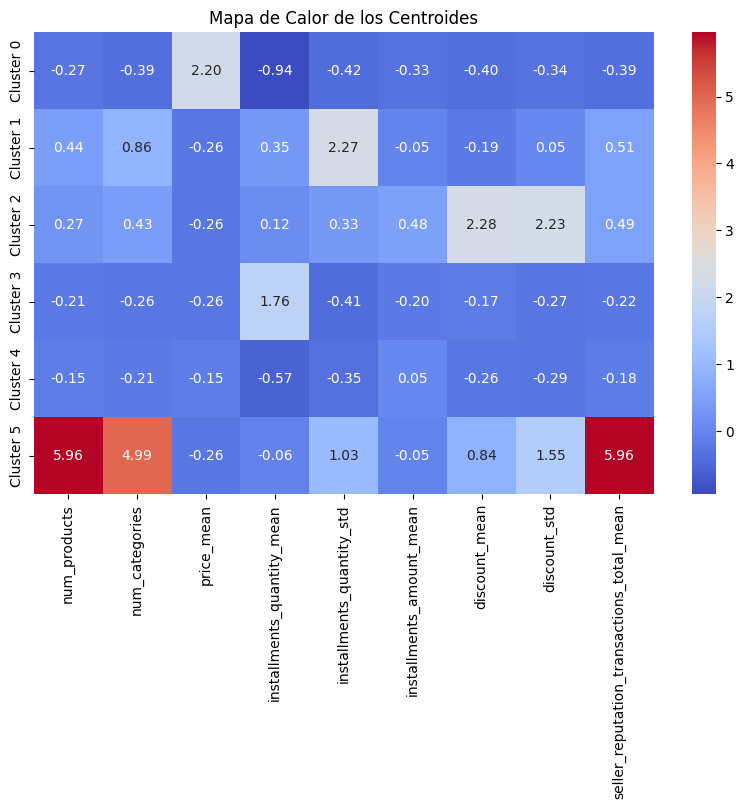 Mapa de Calor de los Centroides
Cluster 0 -0.27 -0.39 2.20 -0.94 -0.42 -0.33 -0.40 -0.34 -0.39
Cluster 1 0.44 0.86 -0.26 0.35 2.27 -0.05 -0.19 0.05 0.51
Cluster 2 0.27 0.43 -0.26 0.12 0.33 0.48 2.28 2.23 0.49
Cluster 3 -0.21 -0.26 -0.26 1.76 -0.41 -0.20 -0.17 -0.27 -0.22
Cluster 4 -0.15 -0.21 -0.15 -0.57 -0.35 0.05 -0.26 -0.29 -0.18
Cluster 5 5.96 4.99 -0.26 -0.06 1.03 -0.05 0.84 1.55 5.96
num_products
num_categories
price_mean
installments_quantity_mean
installments_quantity_std
installments_amount_mean
discount_mean
discount_std
seller_reputation_transactions_total_mean
5
4
3
2
1
0